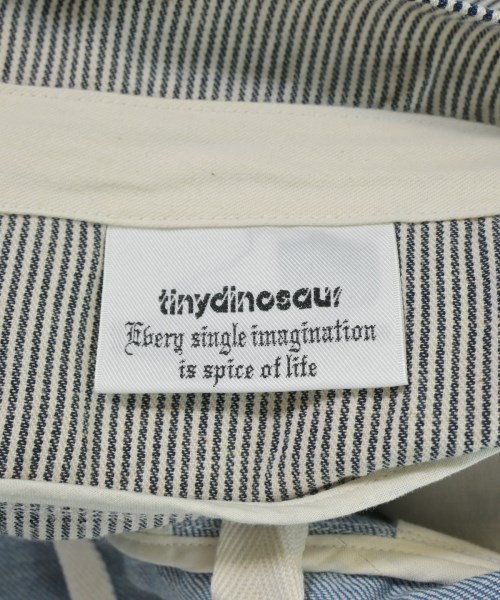 tinydinosaur
Every single imagination
is spice of life